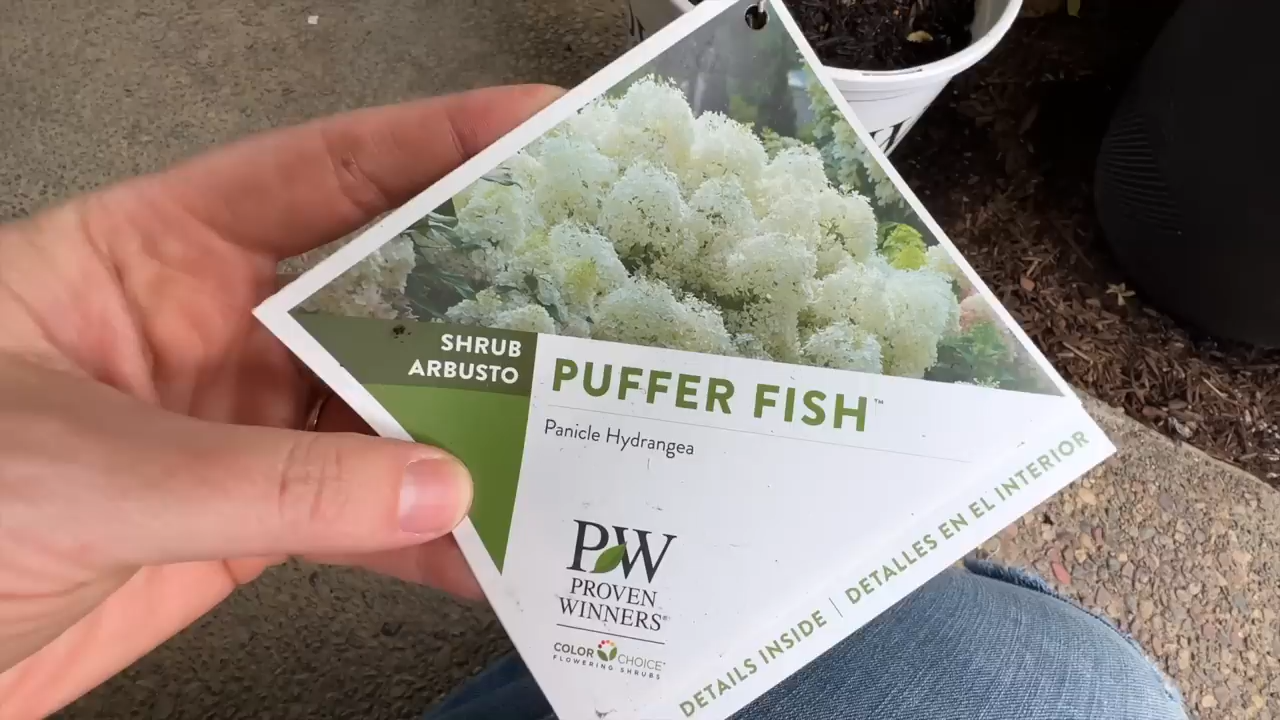 SHRUB
ARBUSTO
PUFFER FISH™
Panicle Hydrangea
PW
PROVEN
WINNERS®
COLOR CHOICE®
FLOWERING SHRUBS
DETAILS INSIDE | DETALLES EN EL INTERIOR